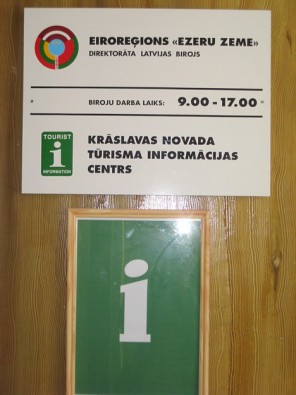 EIROREĢIONS «EZERU ZEME»
DIREKTORĀTA LATVIJAS BIROJS
BIROJU DARBA LAIKS: 9.00 - 17.00
TOURIST
i
INFORMATION
KRĀSLAVAS NOVADA
TŪRISMA INFORMĀCIJAS
CENTRS
i